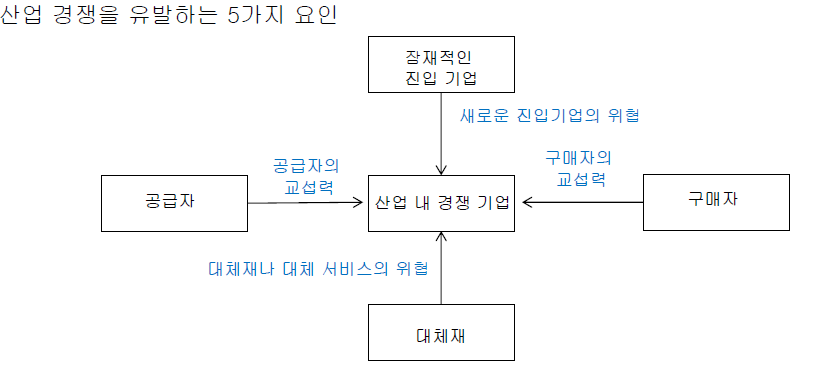 산업 경쟁을 유발하는 5가지 요인
잠재적인
진입 기업
새로운 진입기업의 위협
공급자의
교섭력
구매자의
교섭력
공급자
산업 내 경쟁 기업
구매자
대체재나 대체 서비스의 위협
대체재